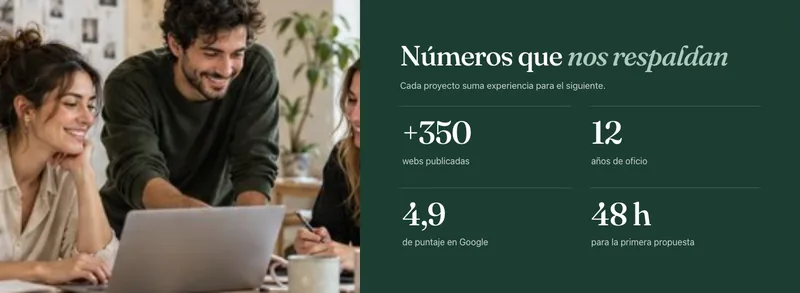 Números que nos respaldan
Cada proyecto suma experiencia para el siguiente.
+350
webs publicadas
12
años de oficio
4,9
de puntaje en Google
48 h
para la primera propuesta